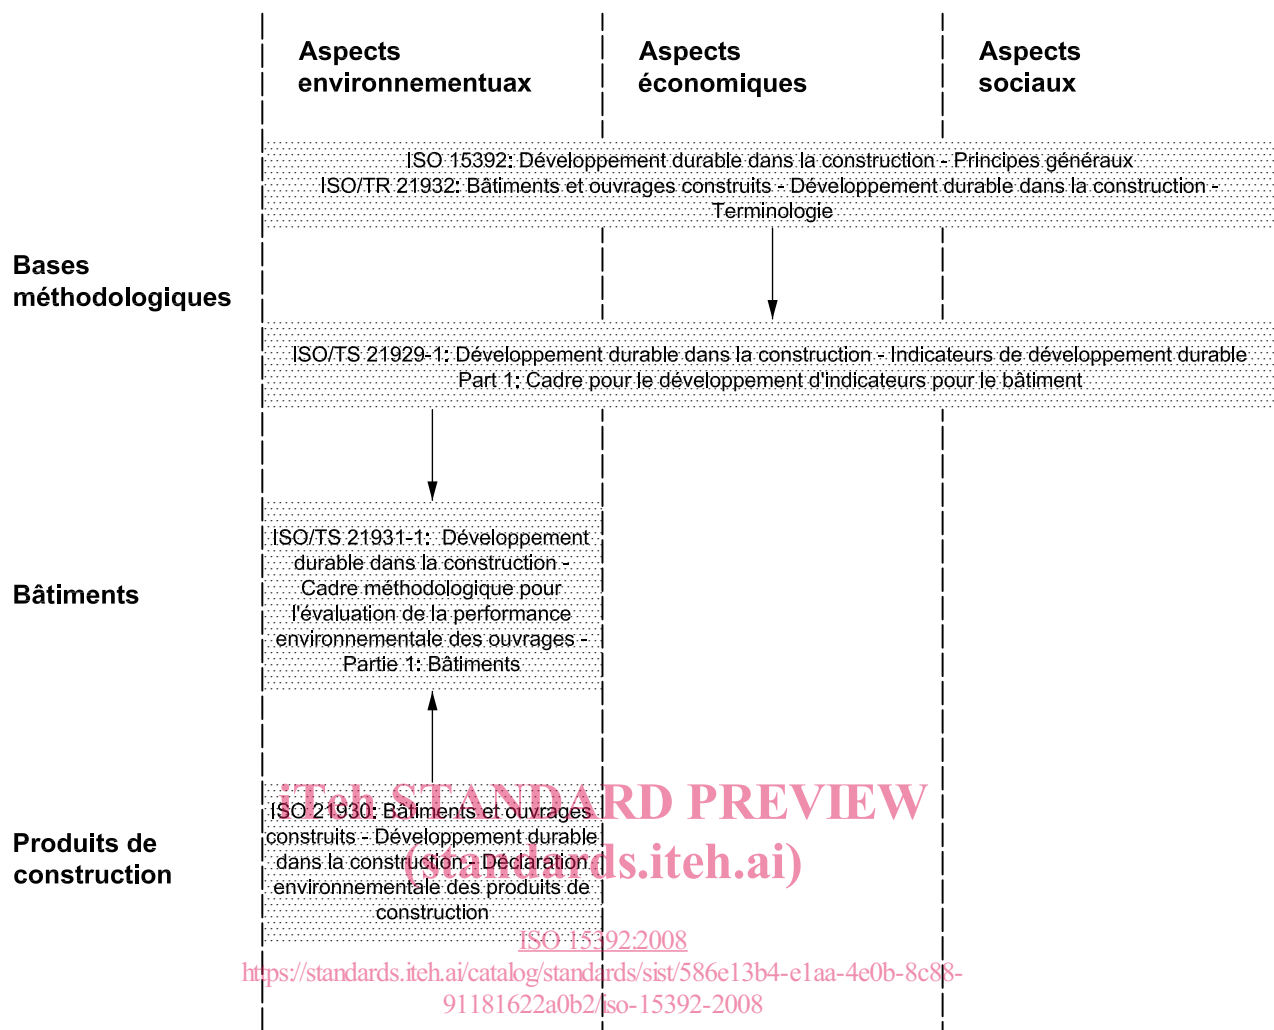 Aspects
environnementuax
Aspects
économiques
Aspects
sociaux
ISO 15392: Développement durable dans la construction - Principes généraux
ISO/TR 21932: Bâtiments et ouvrages construits - Développement durable dans la construction -
Terminologie
Bases
méthodologiques
ISO/TS 21929-1: Développement durable dans la construction - Indicateurs de développement durable
Part 1: Cadre pour le développement d'indicateurs pour le bâtiment
Bâtiments
ISO/TS 21931-1: Développement
durable dans la construction -
Cadre méthodologique pour
l'évaluation de la performance
environnementale des ouvrages -
Partie 1: Bâtiments
Produits de
construction
ISO 21930: Bâtiments et ouvrages
construits - Développement durable
dans la construction - Déclaration
environnementale des produits de
construction
iTeh STANDARD PREVIEW
(standards.iteh.ai)
ISO 15392:2008
https://standards.iteh.ai/catalog/standards/sist/586e13b4-e1aa-4e0b-8c88-
91181622a0b2/iso-15392-2008